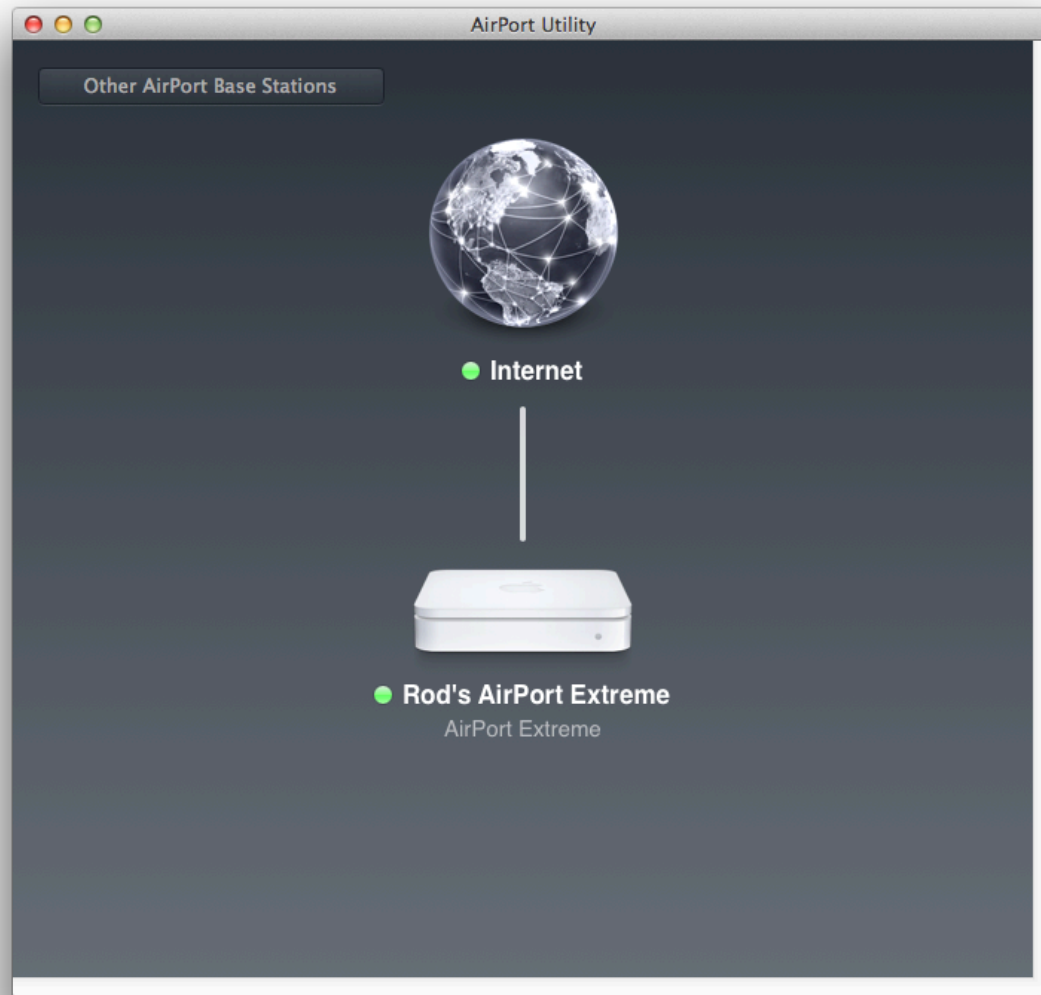 AirPort Utility
Other AirPort Base Stations
Internet
Rod's AirPort Extreme
AirPort Extreme